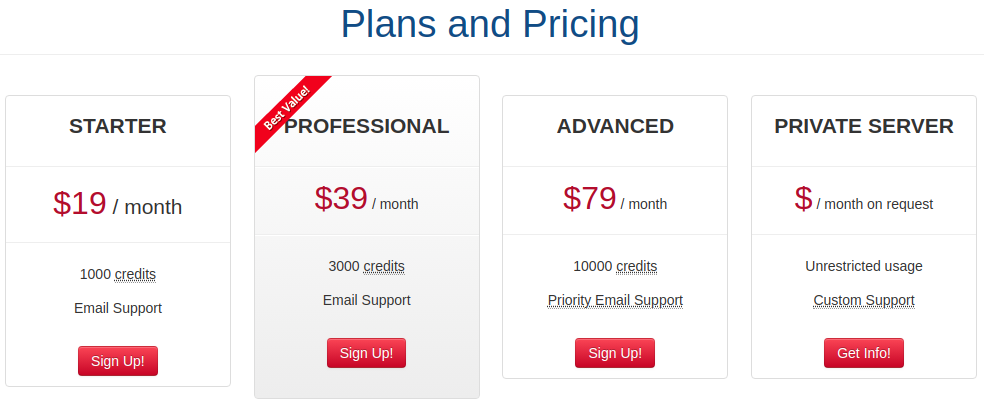 Plans and Pricing
STARTER
$19 / month
1000 credits
Email Support
Sign Up!
Best Value!
PROFESSIONAL
$39 / month
3000 credits
Email Support
Sign Up!
ADVANCED
$79 / month
10000 credits
Priority Email Support
Sign Up!
PRIVATE SERVER
$ / month on request
Unrestricted usage
Custom Support
Get Info!